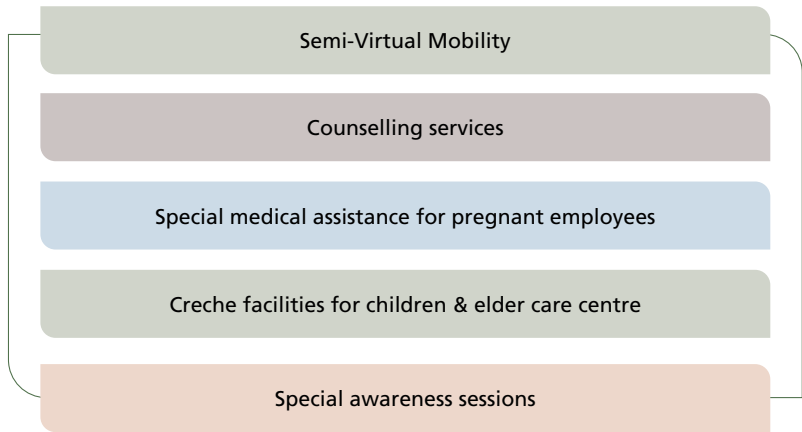 Semi-Virtual Mobility
Counselling services
Special medical assistance for pregnant employees
Creche facilities for children & elder care centre
Special awareness sessions